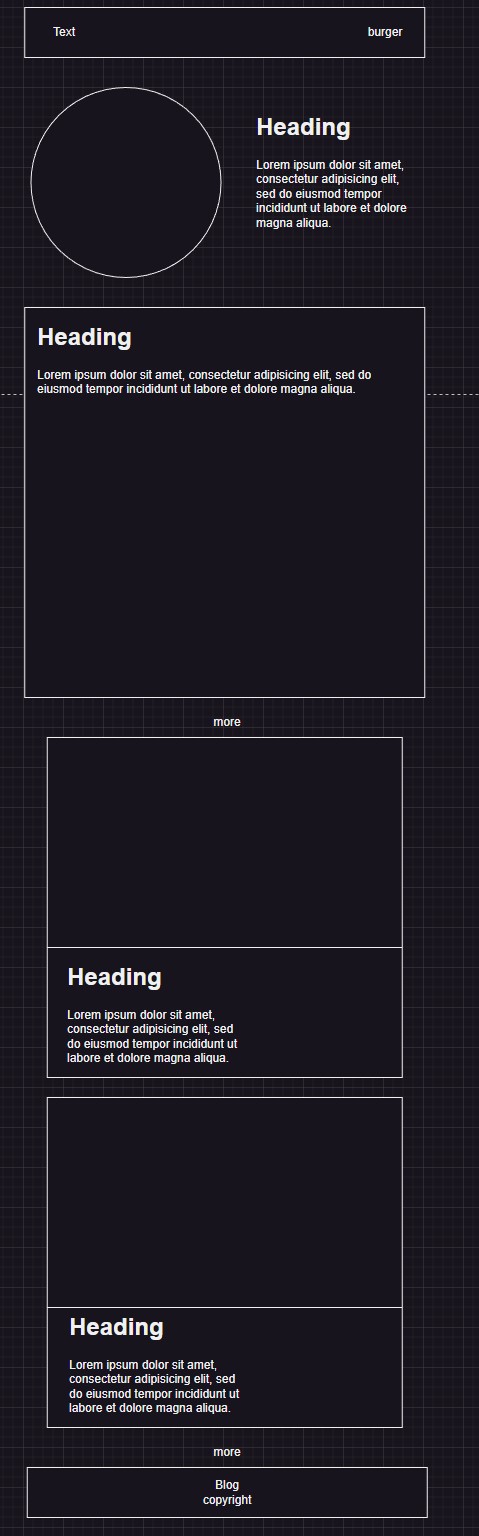 Text
burger
Heading
Lorem ipsum dolor sit amet,
consectetur adipisicing elit,
sed do eiusmod tempor
incididunt ut labore et dolore
magna aliqua.
Heading
Lorem ipsum dolor sit amet, consectetur adipisicing elit, sed do
eiusmod tempor incididunt ut labore et dolore magna aliqua.
more
Heading
Lorem ipsum dolor sit amet,
consectetur adipisicing elit, sed
do eiusmod tempor incididunt ut
labore et dolore magna aliqua.
Heading
Lorem ipsum dolor sit amet,
consectetur adipisicing elit, sed
do eiusmod tempor incididunt ut
labore et dolore magna aliqua.
more
Blog
copyright